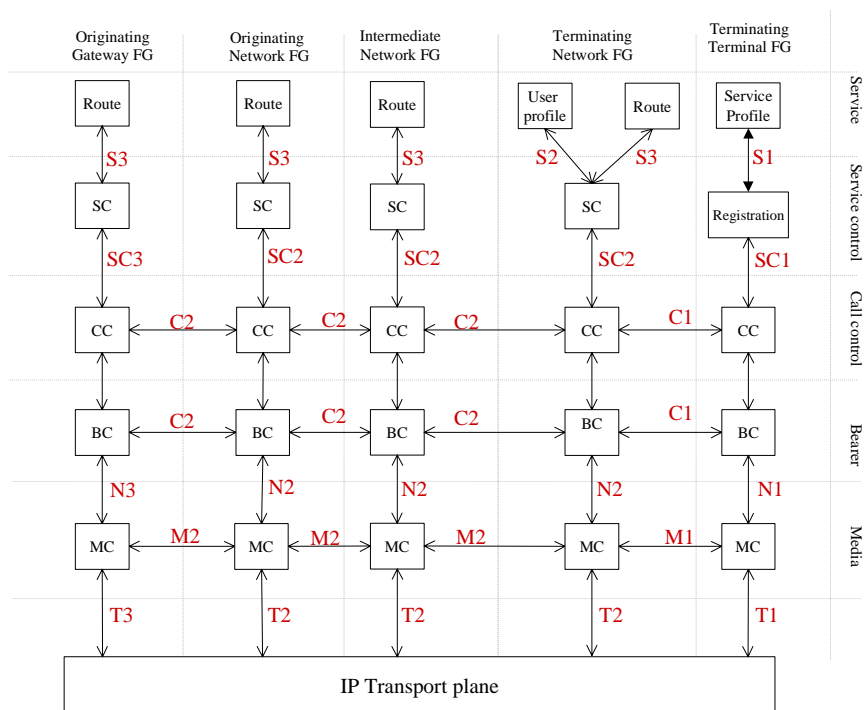 Originating
Gateway FG
Originating
Network FG
Intermediate
Network FG
Terminating
Network FG
Terminating
Terminal FG
Route
Route
Route
User
profile
Route
Service
Profile
Service
S3
S3
S3
S2
S3
S1
SC
SC
SC
SC
Registration
Service control
SC3
SC2
SC2
SC2
SC1
CC
C2
CC
C2
CC
C2
CC
C1
CC
Call control
BC
C2
BC
C2
BC
C2
BC
C1
BC
Bearer
N3
N2
N2
N2
N1
MC
M2
MC
M2
MC
M2
MC
M1
MC
Media
T3
T2
T2
T2
T1
IP Transport plane